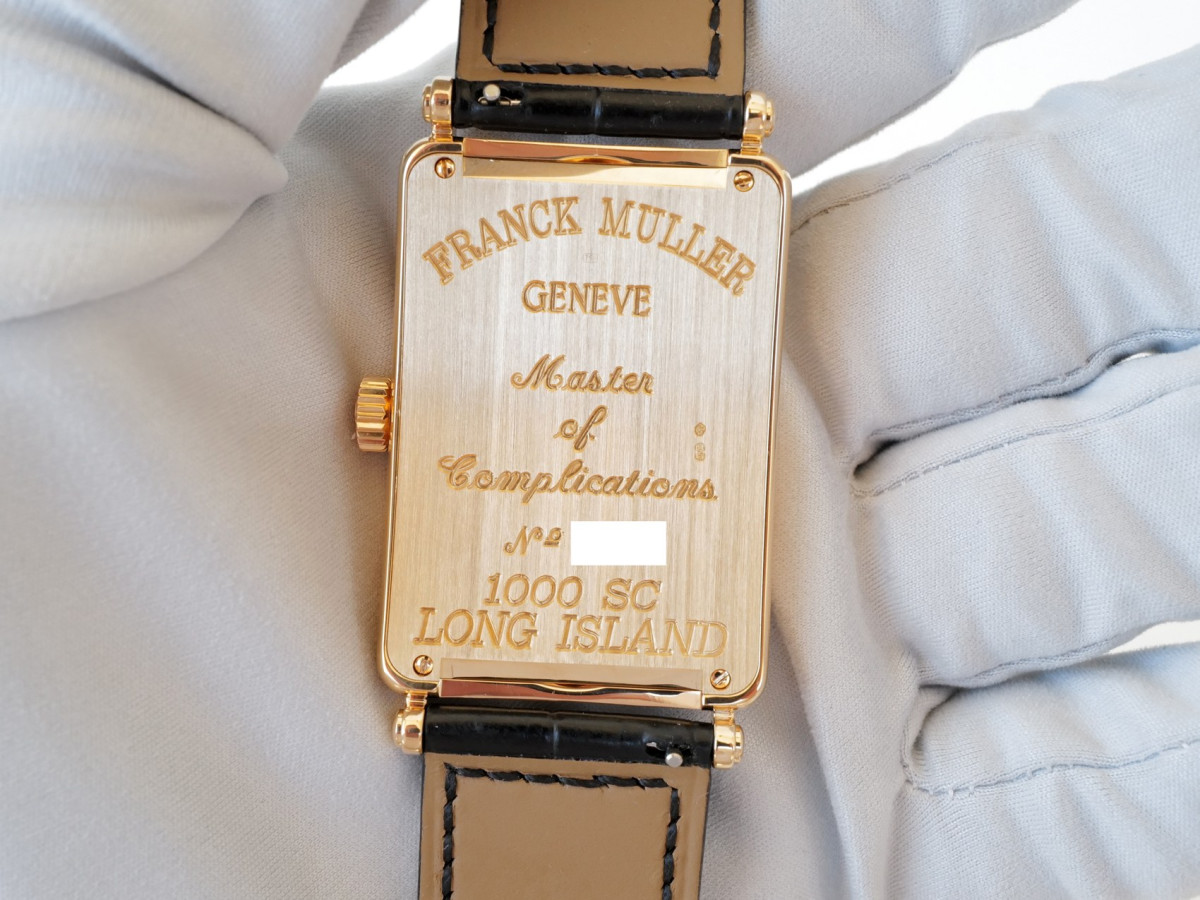 FRANCK MULLER
GENEVE
Master
of
Complications
Nº
1000 SC
LONG ISLAND